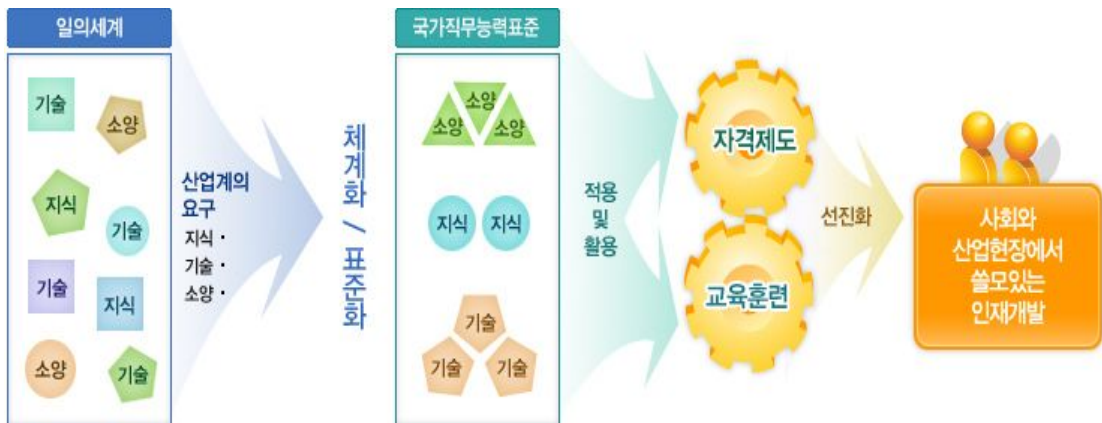 일의세계
기술
소양
지식
기술
기술
지식
소양
기술
산업계의
요구
지식 ·
기술 ·
소양 ·
체계화 / 표준화
국가직무능력표준
소양
소양 소양
지식 지식
기술
기술 기술
적용
및
활용
자격제도
교육훈련
선진화
사회와
산업현장에서
쓸모있는
인재개발